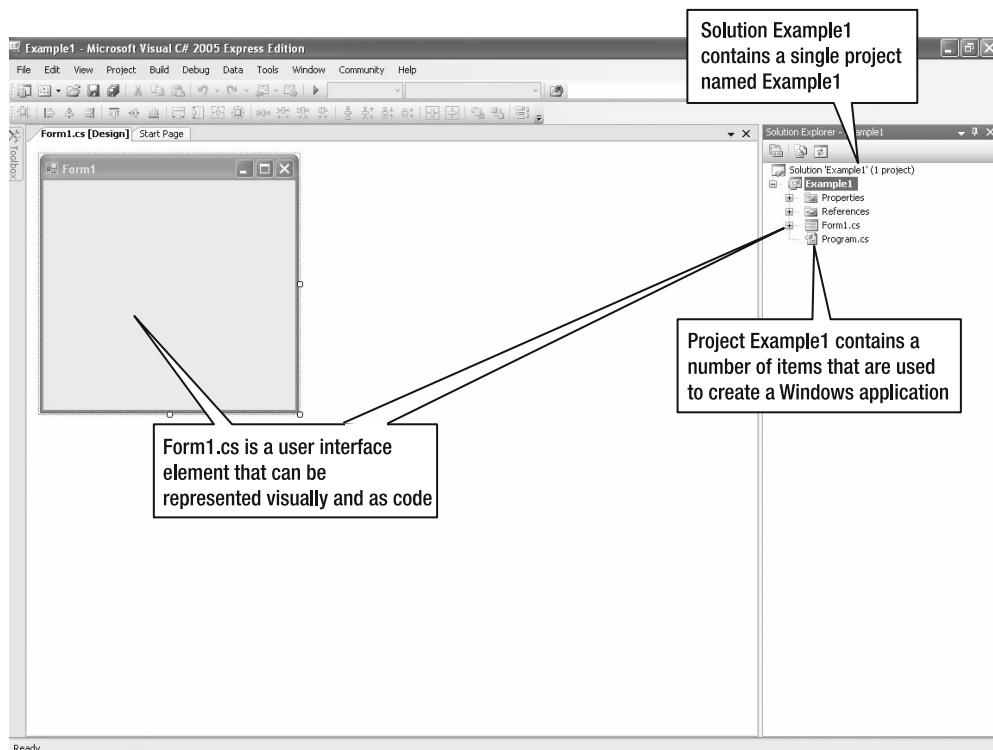 Solution Example1
contains a single project
named Example1
Example1 - Microsoft Visual C# 2005 Express Edition
File Edit View Project Build Debug Data Tools Window Community Help
Form1.cs [Design] Start Page
Toolbox
Form1
Solution Explorer - Example1
Solution 'Example1' (1 project)
Example1
Properties
References
Form1.cs
Program.cs
Project Example1 contains a
number of items that are used
to create a Windows application
Form1.cs is a user interface
element that can be
represented visually and as code
Ready